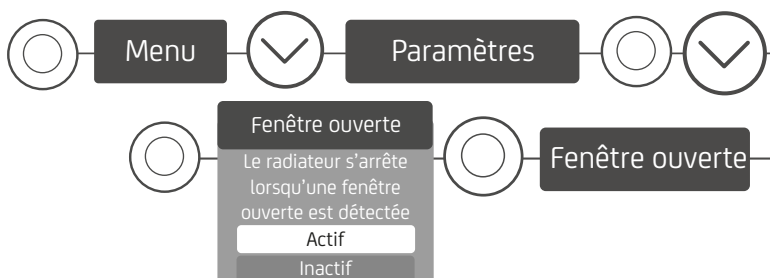 Menu
Paramètres
Fenêtre ouverte
Le radiateur s’arrête
lorsqu’une fenêtre
ouverte est détectée
Actif
Inactif
Fenêtre ouverte